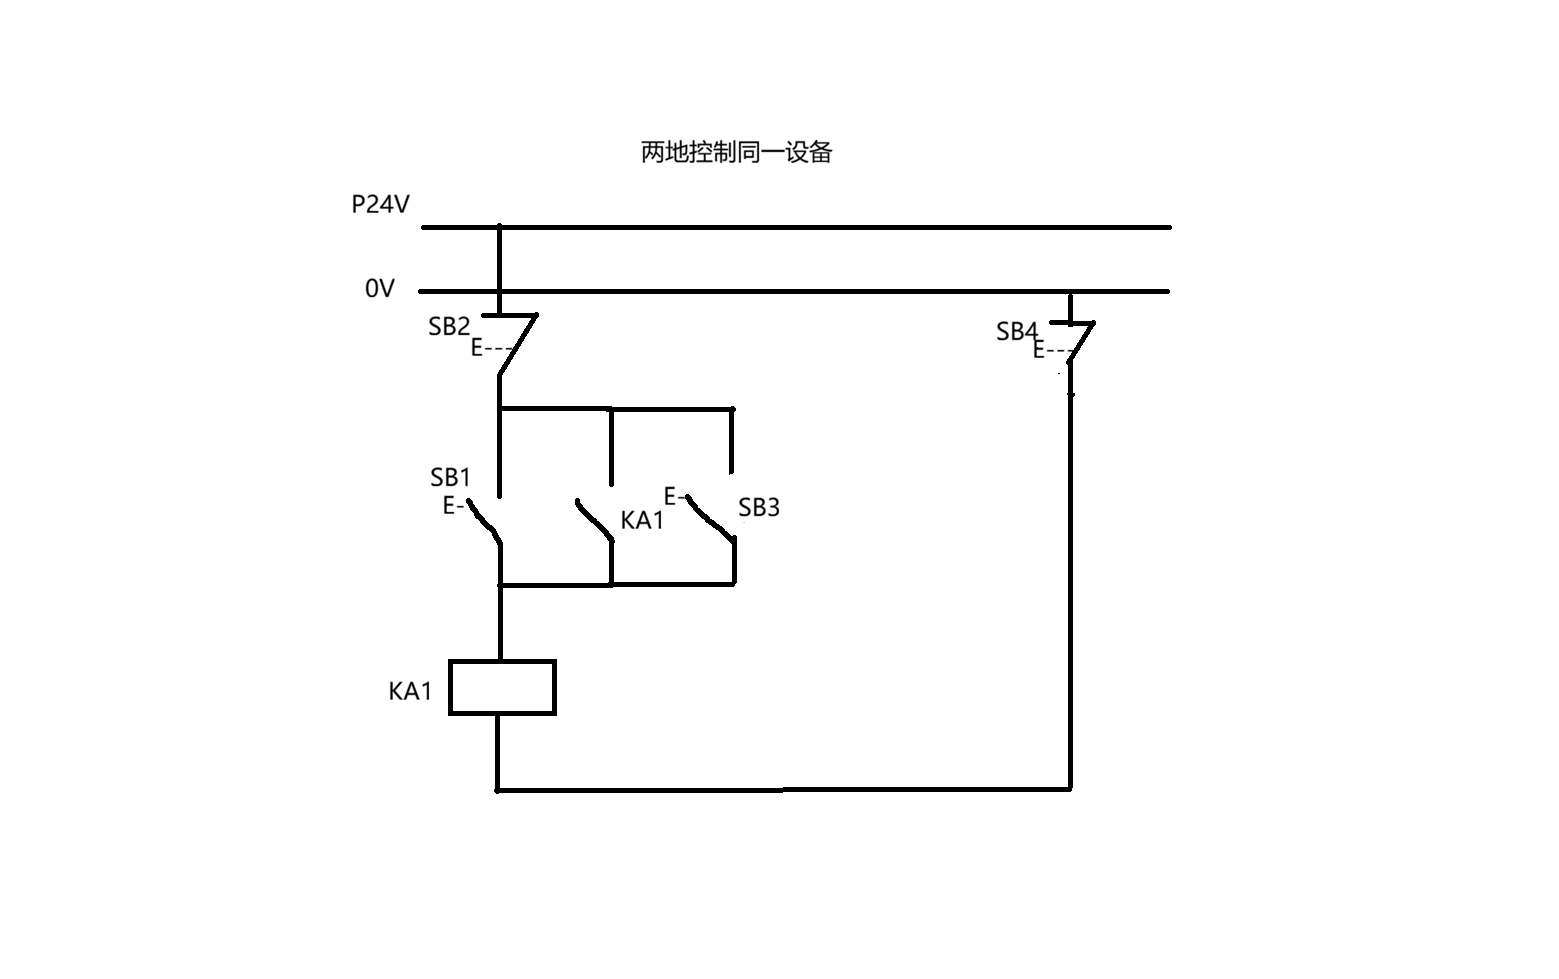 两地控制同一设备
P24V
0V
SB2
E---
SB4
E---
SB1
E-
KA1
E-
SB3
KA1